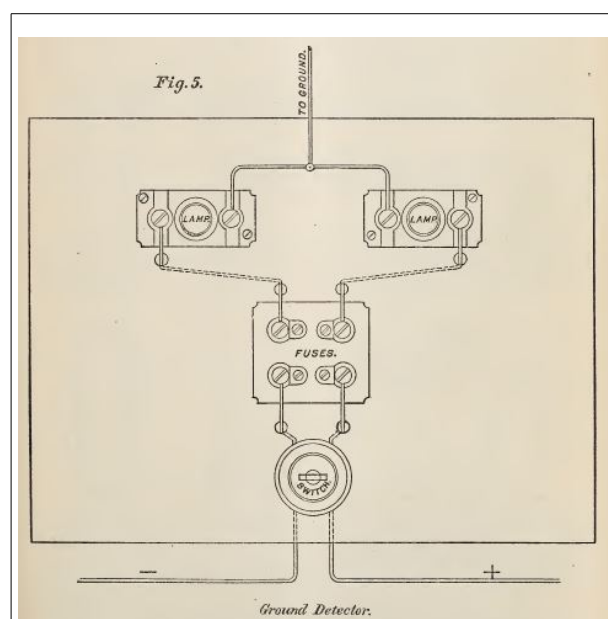 Fig. 5.
TO GROUND.
LAMP.
LAMP
FUSES.
SWITCH.
−
+
Ground Detector.